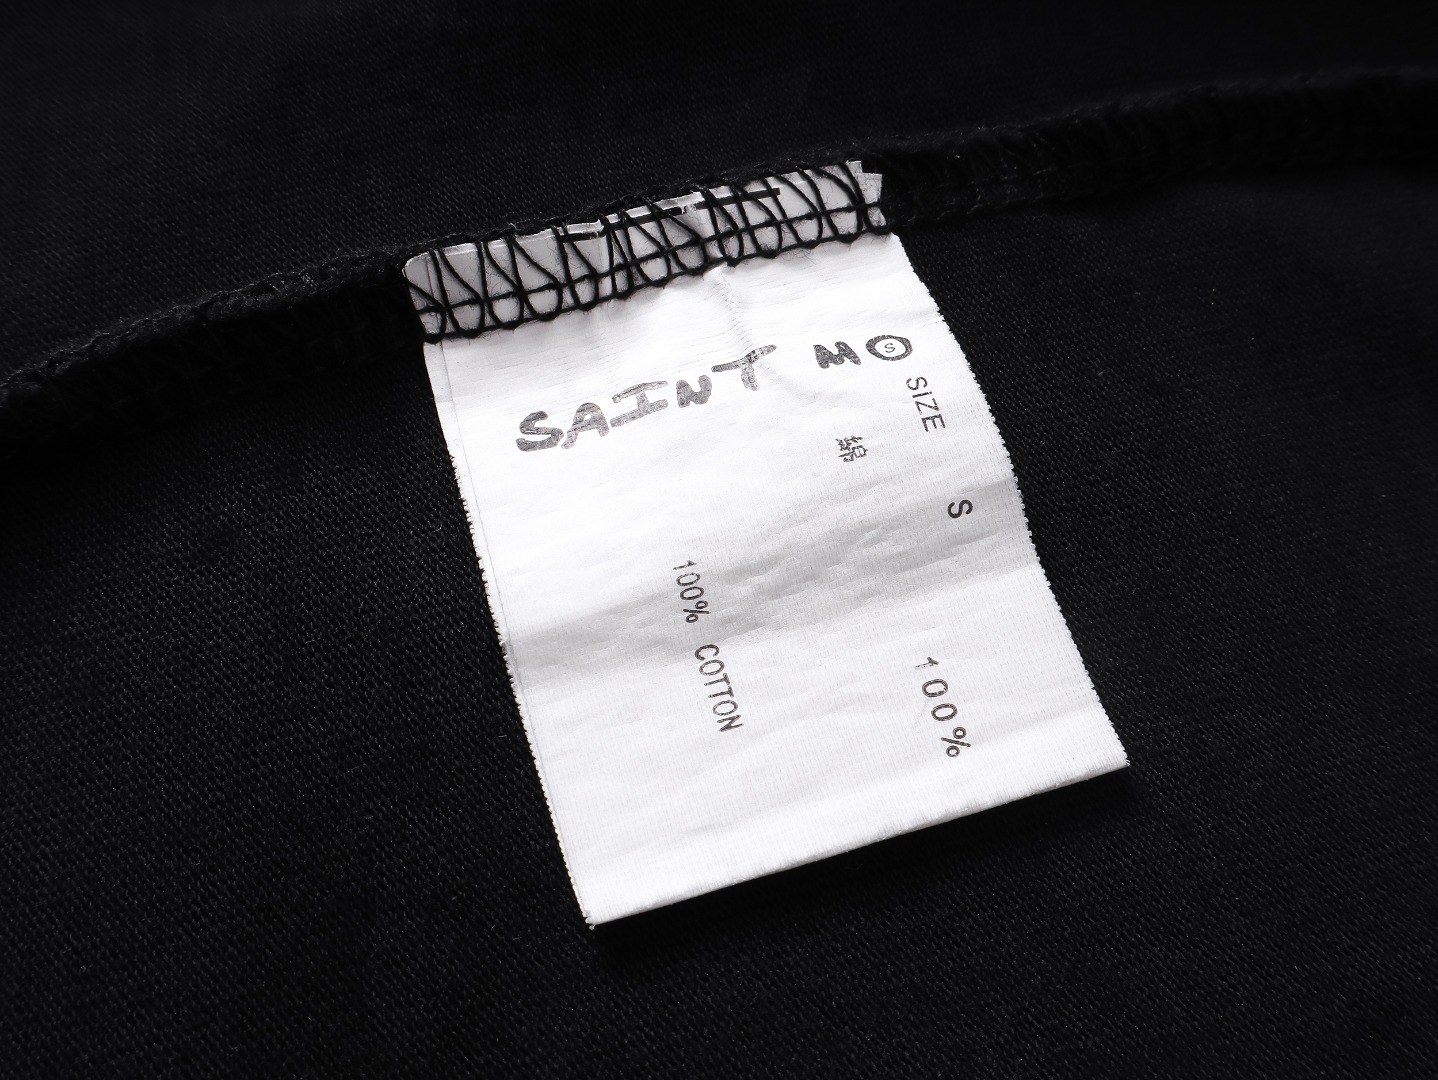 SAINT MO
S
SIZE S
綿 100%
100% COTTON